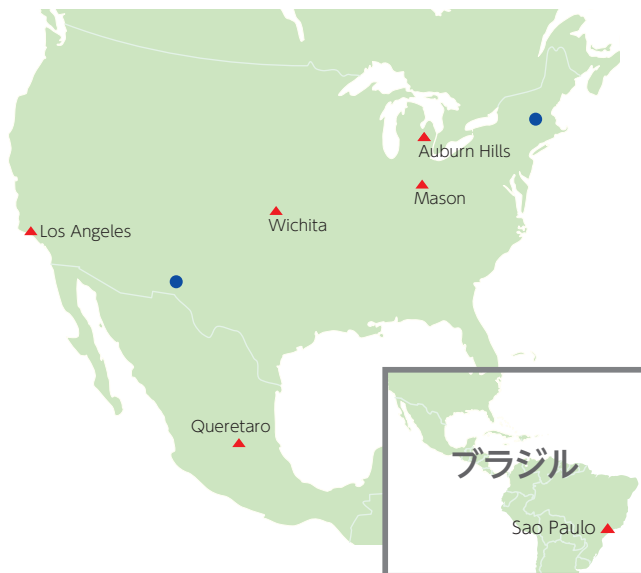 Auburn Hills
Mason
Wichita
Los Angeles
Queretaro
ブラジル
Sao Paulo